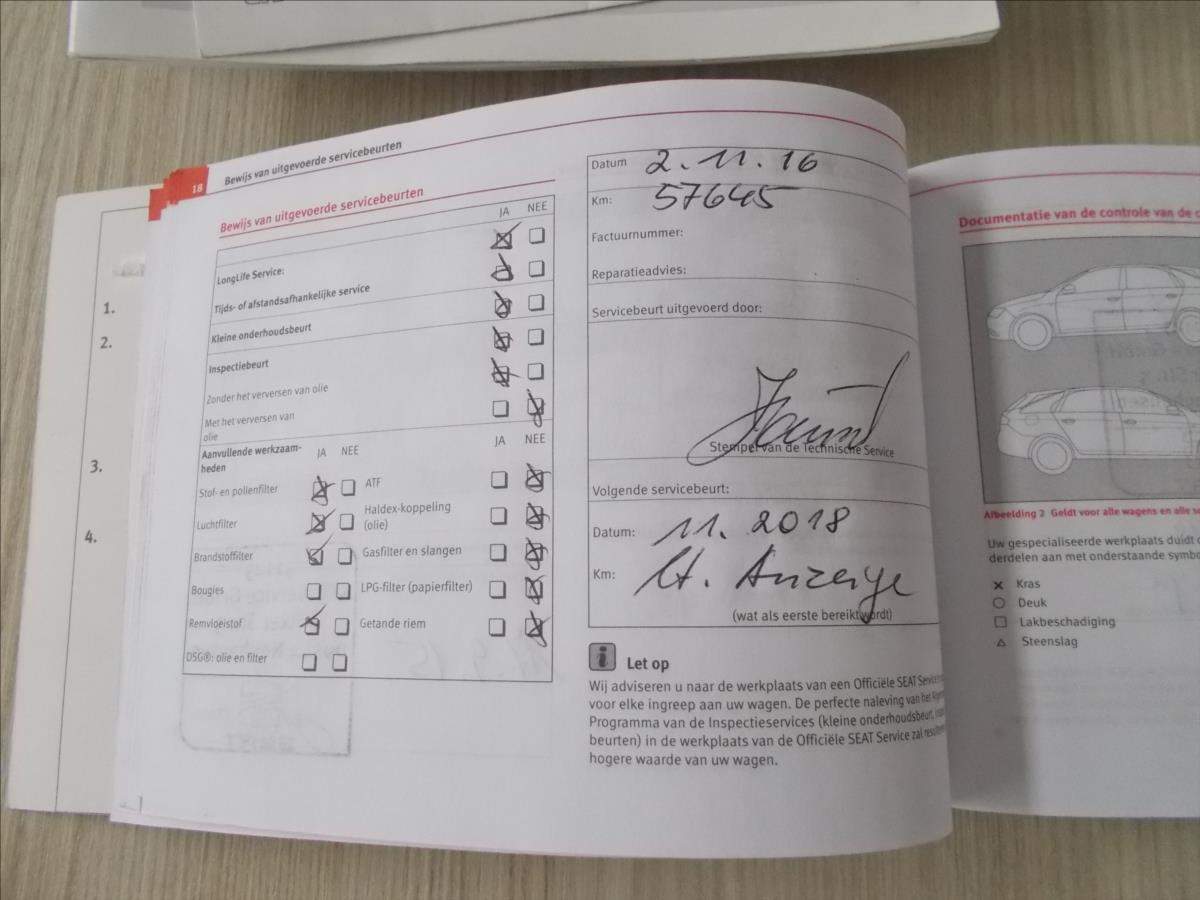 18 Bewijs van uitgevoerde servicebeurten
Bewijs van uitgevoerde servicebeurten
JA NEE
LongLife Service:
Tijds- of afstandsafhankelijke service
Kleine onderhoudsbeurt
Inspectiebeurt
Zonder het verversen van olie
Met het verversen van
olie
Aanvullende werkzaam-
heden
JA NEE
JA NEE
Stof- en pollenfilter
ATF
Luchtfilter
Haldex-koppeling
(olie)
Brandstoffilter
Gasfilter en slangen
Bougies
LPG-filter (papierfilter)
Remvloeistof
Getande riem
DSG®: olie en filter
Datum 2.11.16
Km: 57645
Factuurnummer:
Reparatieadvies:
Servicebeurt uitgevoerd door:
Stempel van de Technische Service
Volgende servicebeurt:
Datum: 11. 2018
Km: lt. Anzeige
(wat als eerste bereikt wordt)
i Let op
Wij adviseren u naar de werkplaats van een Officiële SEAT Service
voor elke ingreep aan uw wagen. De perfecte naleving van het
Programma van de Inspectieservices (kleine onderhoudsbeurt,
beurten) in de werkplaats van de Officiële SEAT Service zal
hogere waarde van uw wagen.
1.
2.
3.
4.
Documentatie van de controle van de
Afbeelding 2 Geldt voor alle wagens en alle
Uw gespecialiseerde werkplaats duidt
derdelen aan met onderstaande
Kras
Deuk
Lakbeschadiging
Steenslag